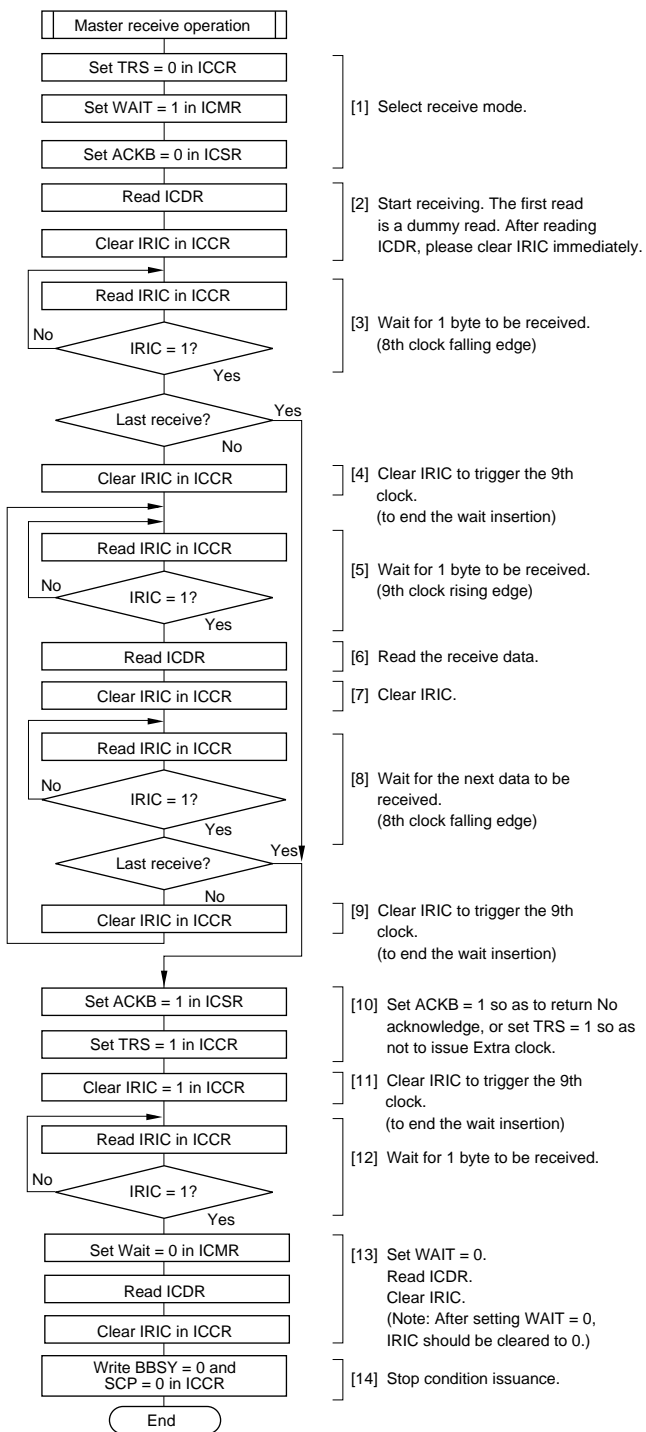 Master receive operation
Set TRS = 0 in ICCR
Set WAIT = 1 in ICMR
[1] Select receive mode.
Set ACKB = 0 in ICSR
Read ICDR
[2] Start receiving. The first read
is a dummy read. After reading
ICDR, please clear IRIC immediately.
Clear IRIC in ICCR
Read IRIC in ICCR
[3] Wait for 1 byte to be received.
(8th clock falling edge)
No
IRIC = 1?
Yes
Last receive?
Yes
No
Clear IRIC in ICCR
[4] Clear IRIC to trigger the 9th
clock.
(to end the wait insertion)
Read IRIC in ICCR
[5] Wait for 1 byte to be received.
(9th clock rising edge)
No
IRIC = 1?
Yes
Read ICDR
[6] Read the receive data.
Clear IRIC in ICCR
[7] Clear IRIC.
Read IRIC in ICCR
[8] Wait for the next data to be
received.
(8th clock falling edge)
No
IRIC = 1?
Yes
Last receive?
Yes
No
Clear IRIC in ICCR
[9] Clear IRIC to trigger the 9th
clock.
(to end the wait insertion)
Set ACKB = 1 in ICSR
[10] Set ACKB = 1 so as to return No
acknowledge, or set TRS = 1 so as
not to issue Extra clock.
Set TRS = 1 in ICCR
Clear IRIC = 1 in ICCR
[11] Clear IRIC to trigger the 9th
clock.
(to end the wait insertion)
Read IRIC in ICCR
[12] Wait for 1 byte to be received.
No
IRIC = 1?
Yes
Set Wait = 0 in ICMR
[13] Set WAIT = 0.
Read ICDR.
Clear IRIC.
(Note: After setting WAIT = 0,
IRIC should be cleared to 0.)
Read ICDR
Clear IRIC in ICCR
Write BBSY = 0 and
SCP = 0 in ICCR
[14] Stop condition issuance.
End